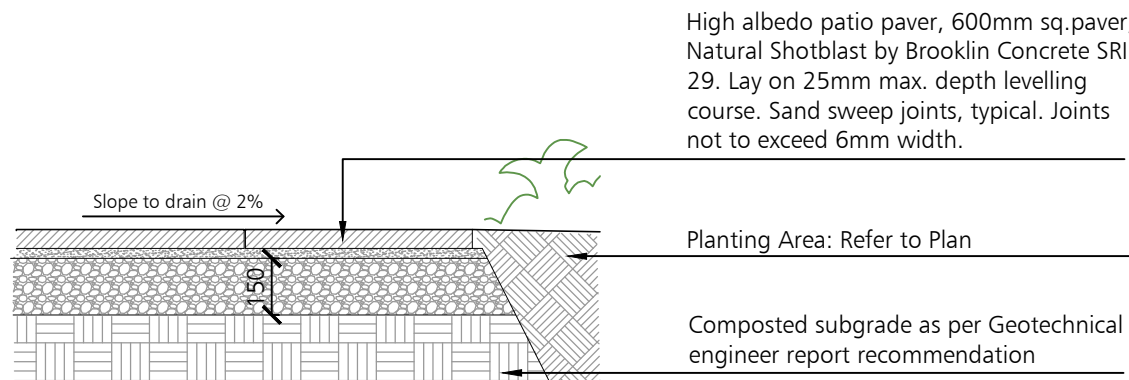 High albedo patio paver, 600mm sq.paver,
Natural Shotblast by Brooklin Concrete SRI
29. Lay on 25mm max. depth levelling
course. Sand sweep joints, typical. Joints
not to exceed 6mm width.
Slope to drain @ 2%
Planting Area: Refer to Plan
150
Composted subgrade as per Geotechnical
engineer report recommendation